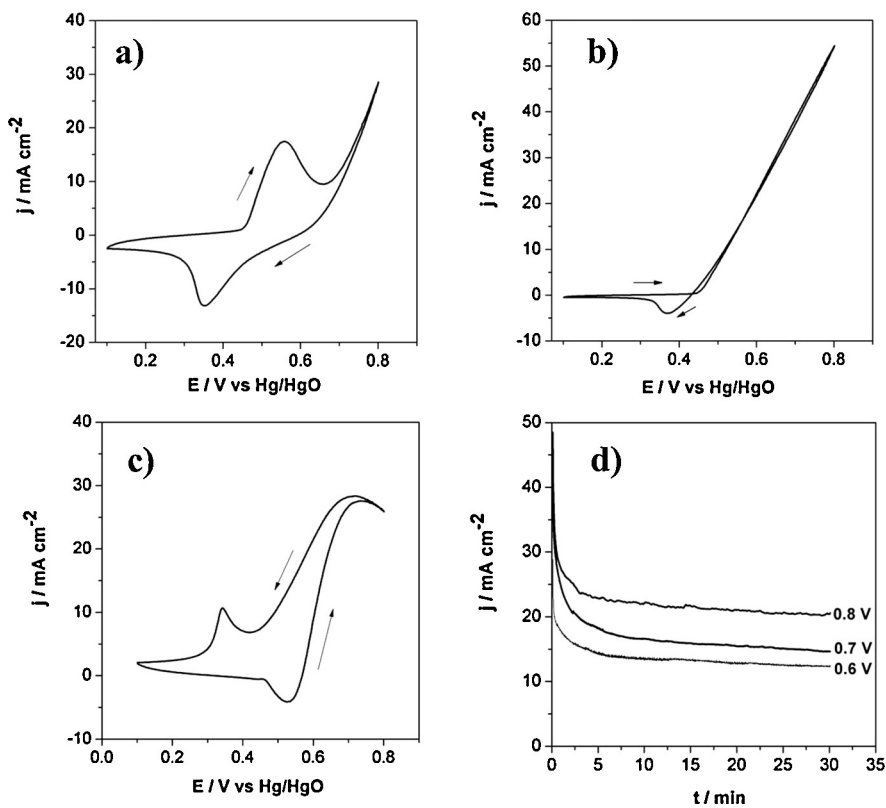 a)
40
30
20
10
0
-10
-20
j / mA cm-2
0.2 0.4 0.6 0.8
E / V vs Hg/HgO
b)
60
50
40
30
20
10
0
-10
j / mA cm-2
0.2 0.4 0.6 0.8
E / V vs Hg/HgO
c)
40
30
20
10
0
-10
j / mA cm-2
0.0 0.2 0.4 0.6 0.8
E / V vs Hg/HgO
d)
50
40
30
20
10
0
j / mA cm-2
0.8 V
0.7 V
0.6 V
0 5 10 15 20 25 30 35
t / min